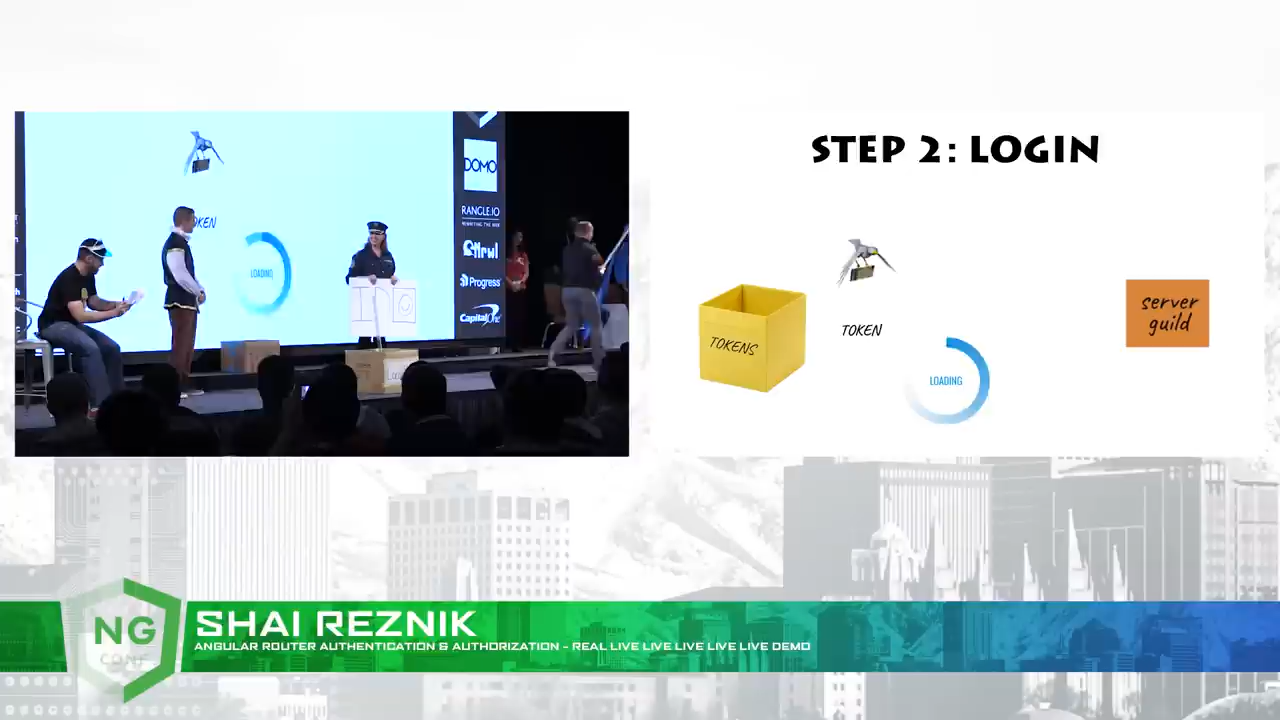 DOMO
RANGLE.IO
Progress
Capital One
TOKEN
LOADING
STEP 2: LOGIN
TOKENS
TOKEN
LOADING
server
guild
NG
CONF
SHAI REZNIK
ANGULAR ROUTER AUTHENTICATION & AUTHORIZATION - REAL LIVE LIVE LIVE LIVE LIVE DEMO